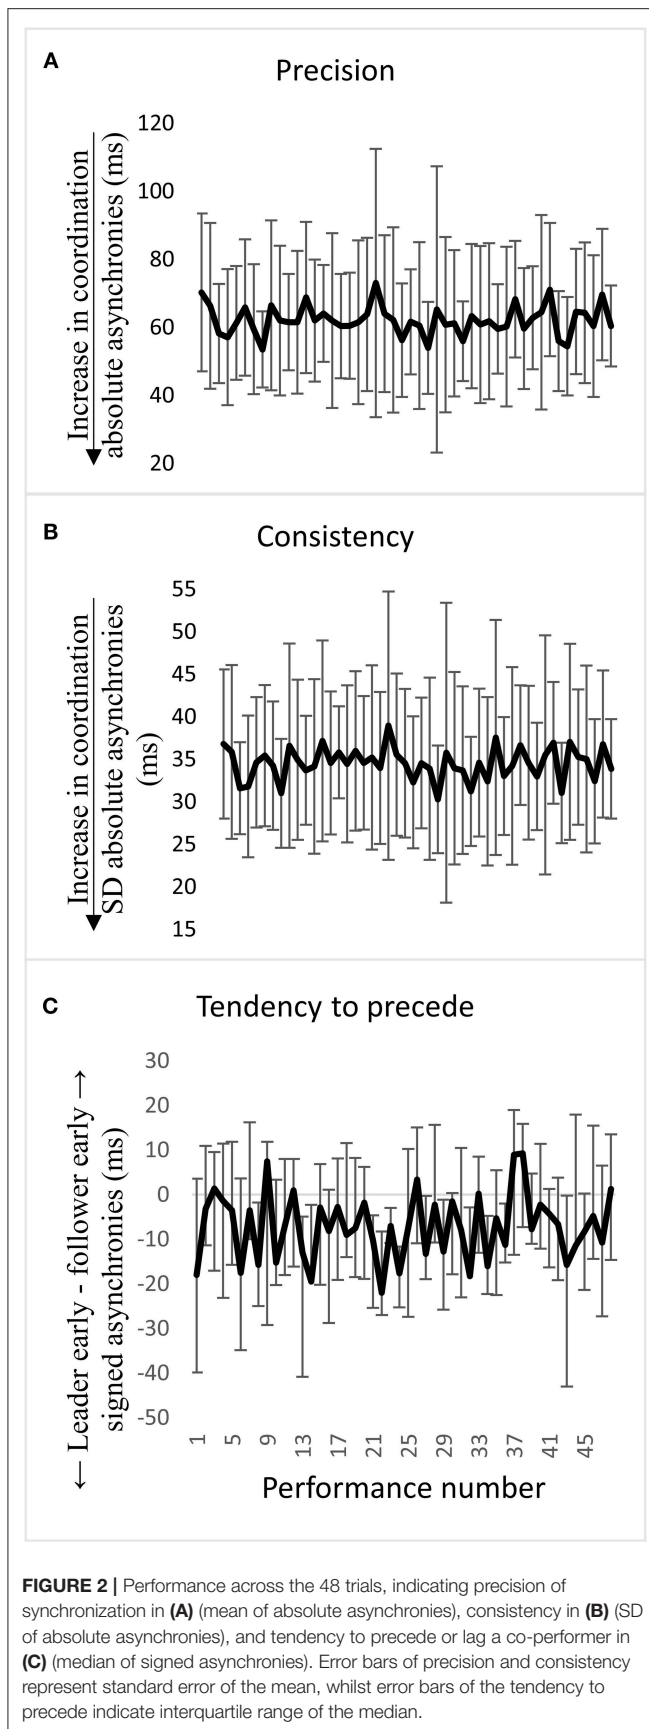 A
Precision
Increase in coordination
absolute asynchronies (ms)
120
100
80
60
40
20
B
Consistency
Increase in coordination
SD absolute asynchronies
(ms)
55
50
45
40
35
30
25
20
15
C
Tendency to precede
← Leader early - follower early →
signed asynchronies (ms)
30
20
10
0
-10
-20
-30
-40
-50
1 5 9 13 17 21 25 29 33 37 41 45
Performance number
FIGURE 2 | Performance across the 48 trials, indicating precision of
synchronization in (A) (mean of absolute asynchronies), consistency in (B) (SD
of absolute asynchronies), and tendency to precede or lag a co-performer in
(C) (median of signed asynchronies). Error bars of precision and consistency
represent standard error of the mean, whilst error bars of the tendency to
precede indicate interquartile range of the median.